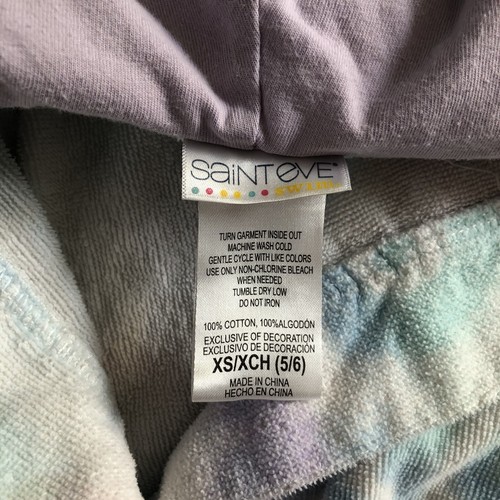 SaiNT eVE
SWIM
TURN GARMENT INSIDE OUT
MACHINE WASH COLD
GENTLE CYCLE WITH LIKE COLORS
USE ONLY NON-CHLORINE BLEACH
WHEN NEEDED
TUMBLE DRY LOW
DO NOT IRON
100% COTTON, 100%ALGODÓN
EXCLUSIVE OF DECORATION
EXCLUSIVO DE DECORACIÓN
XS/XCH (5/6)
MADE IN CHINA
HECHO EN CHINA